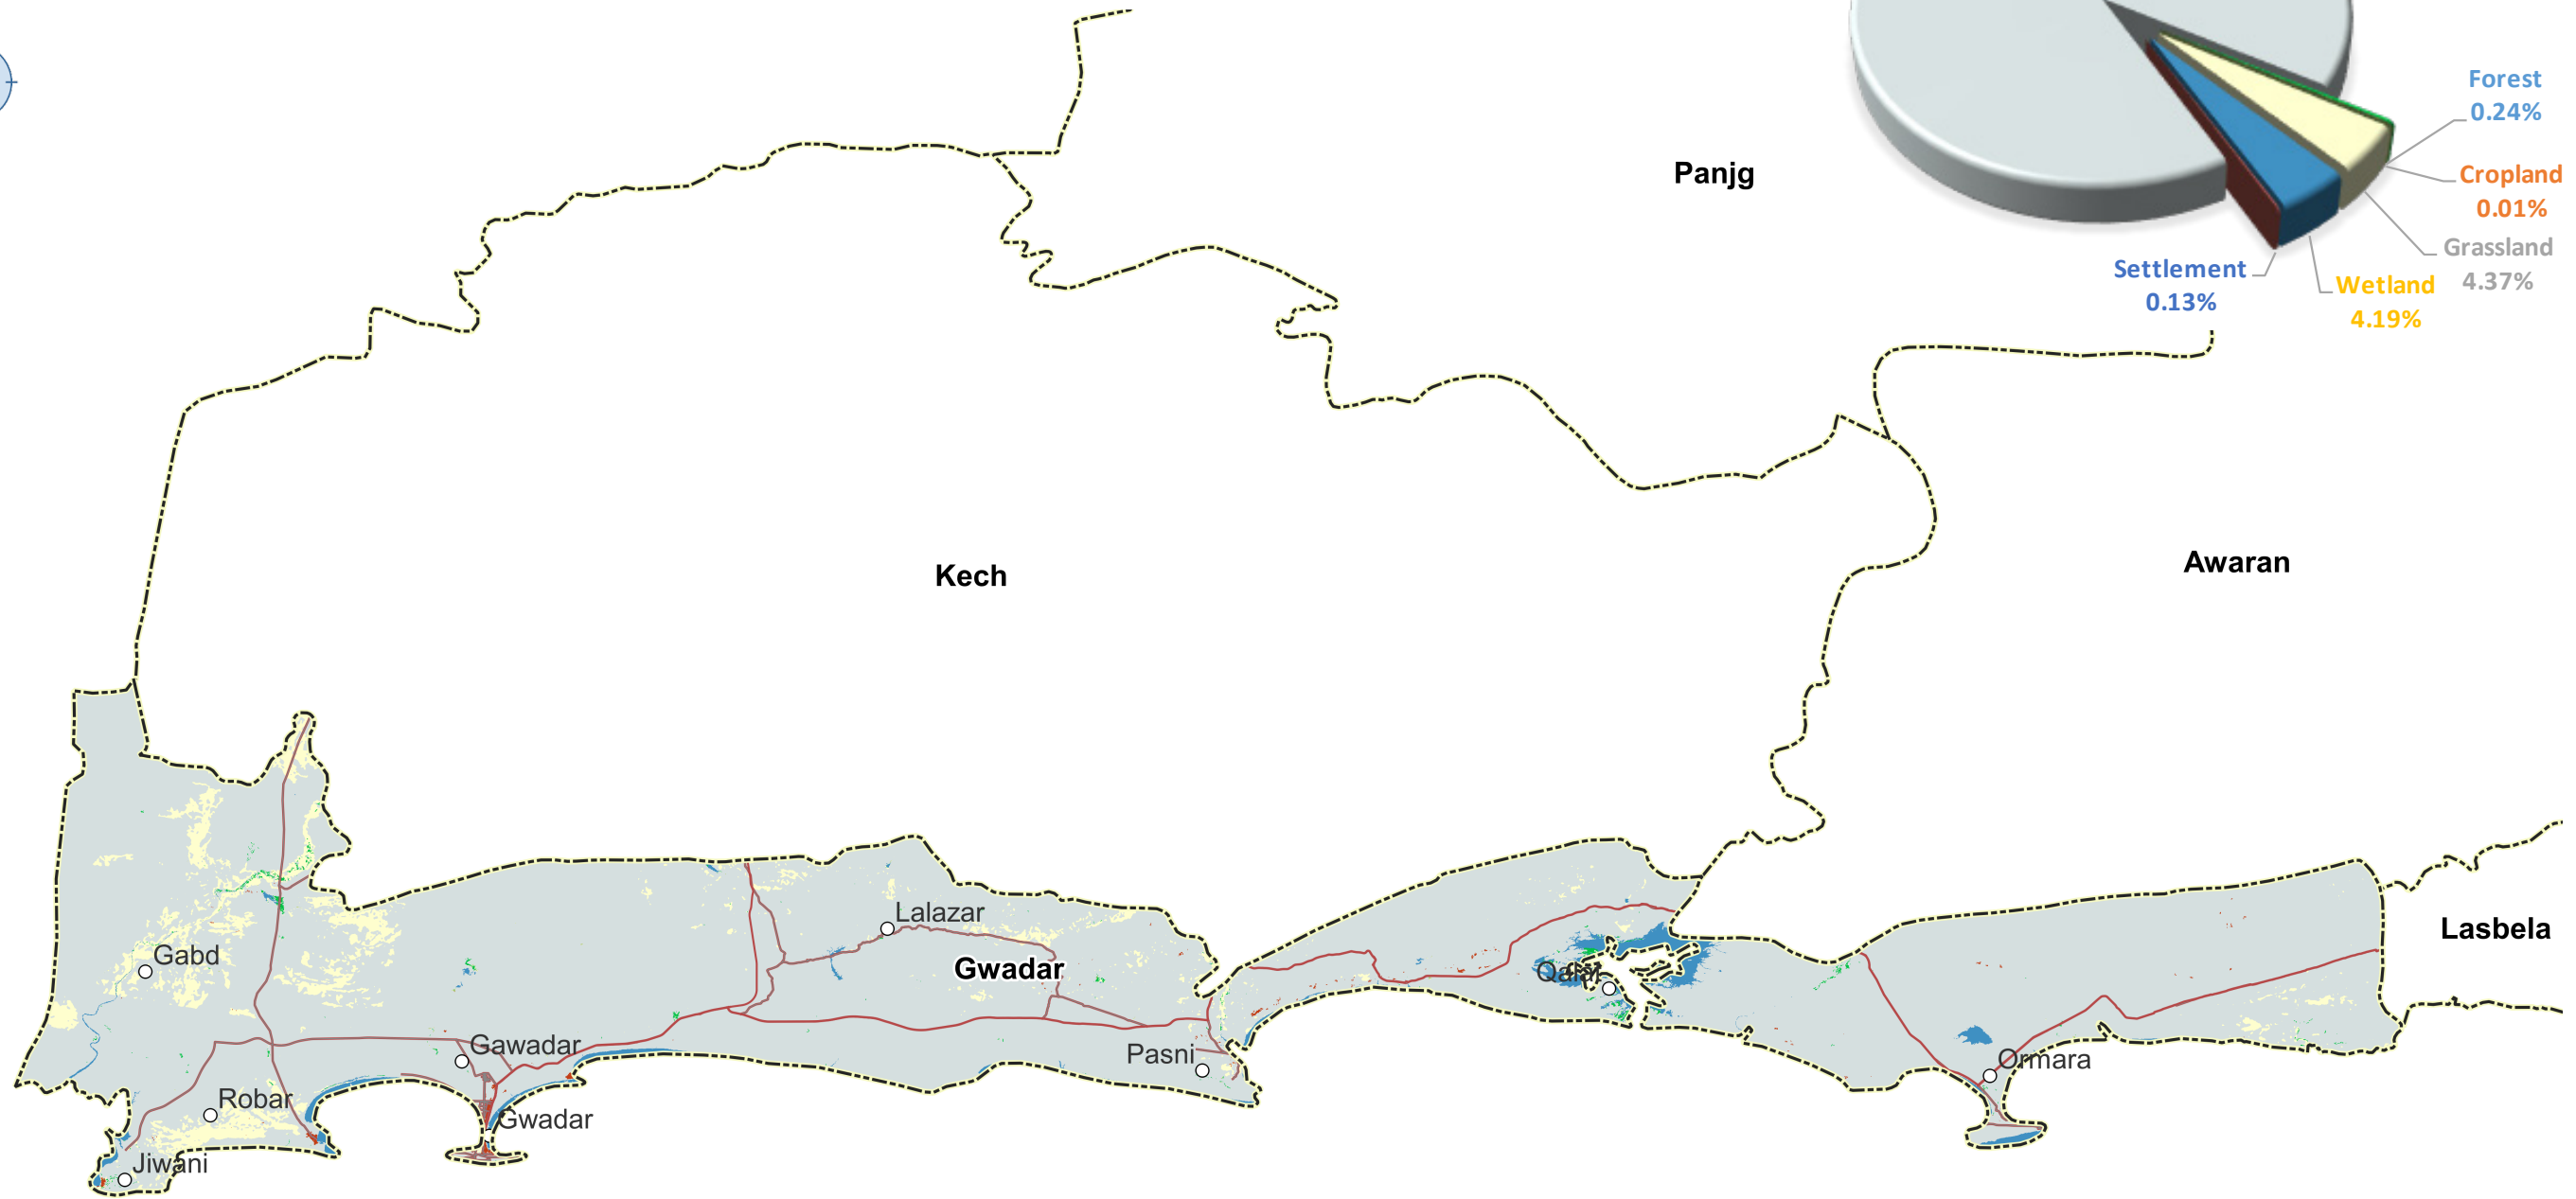 Forest
0.24%
Panjg
Cropland
0.01%
Grassland
4.37%
Settlement
0.13%
Wetland
4.19%
Kech
Awaran
Lalazar
Lasbela
Gabd
Gwadar
Gawadar
Pasni
Ormara
Robar
Gwadar
Jiwani